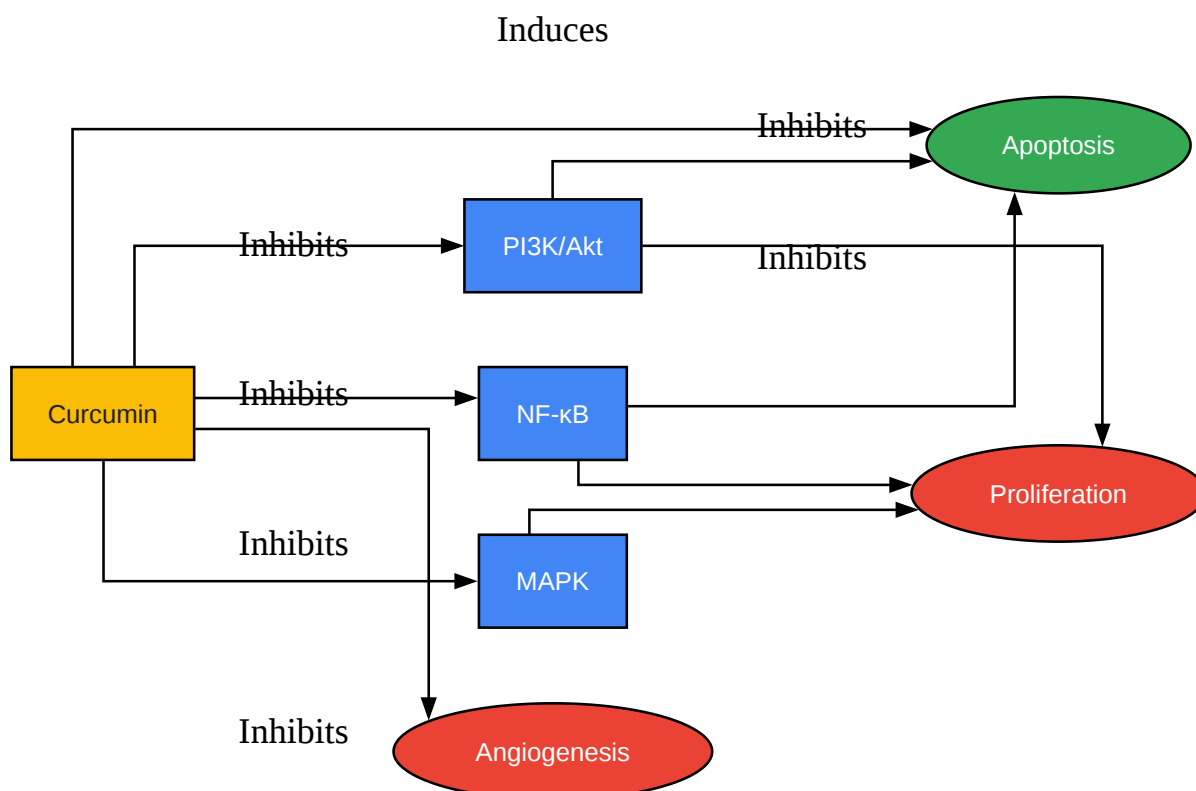 Induces
Inhibits
Apoptosis
Inhibits
PI3K/Akt
Inhibits
Inhibits
Curcumin
NF-κB
Proliferation
Inhibits
MAPK
Inhibits
Angiogenesis